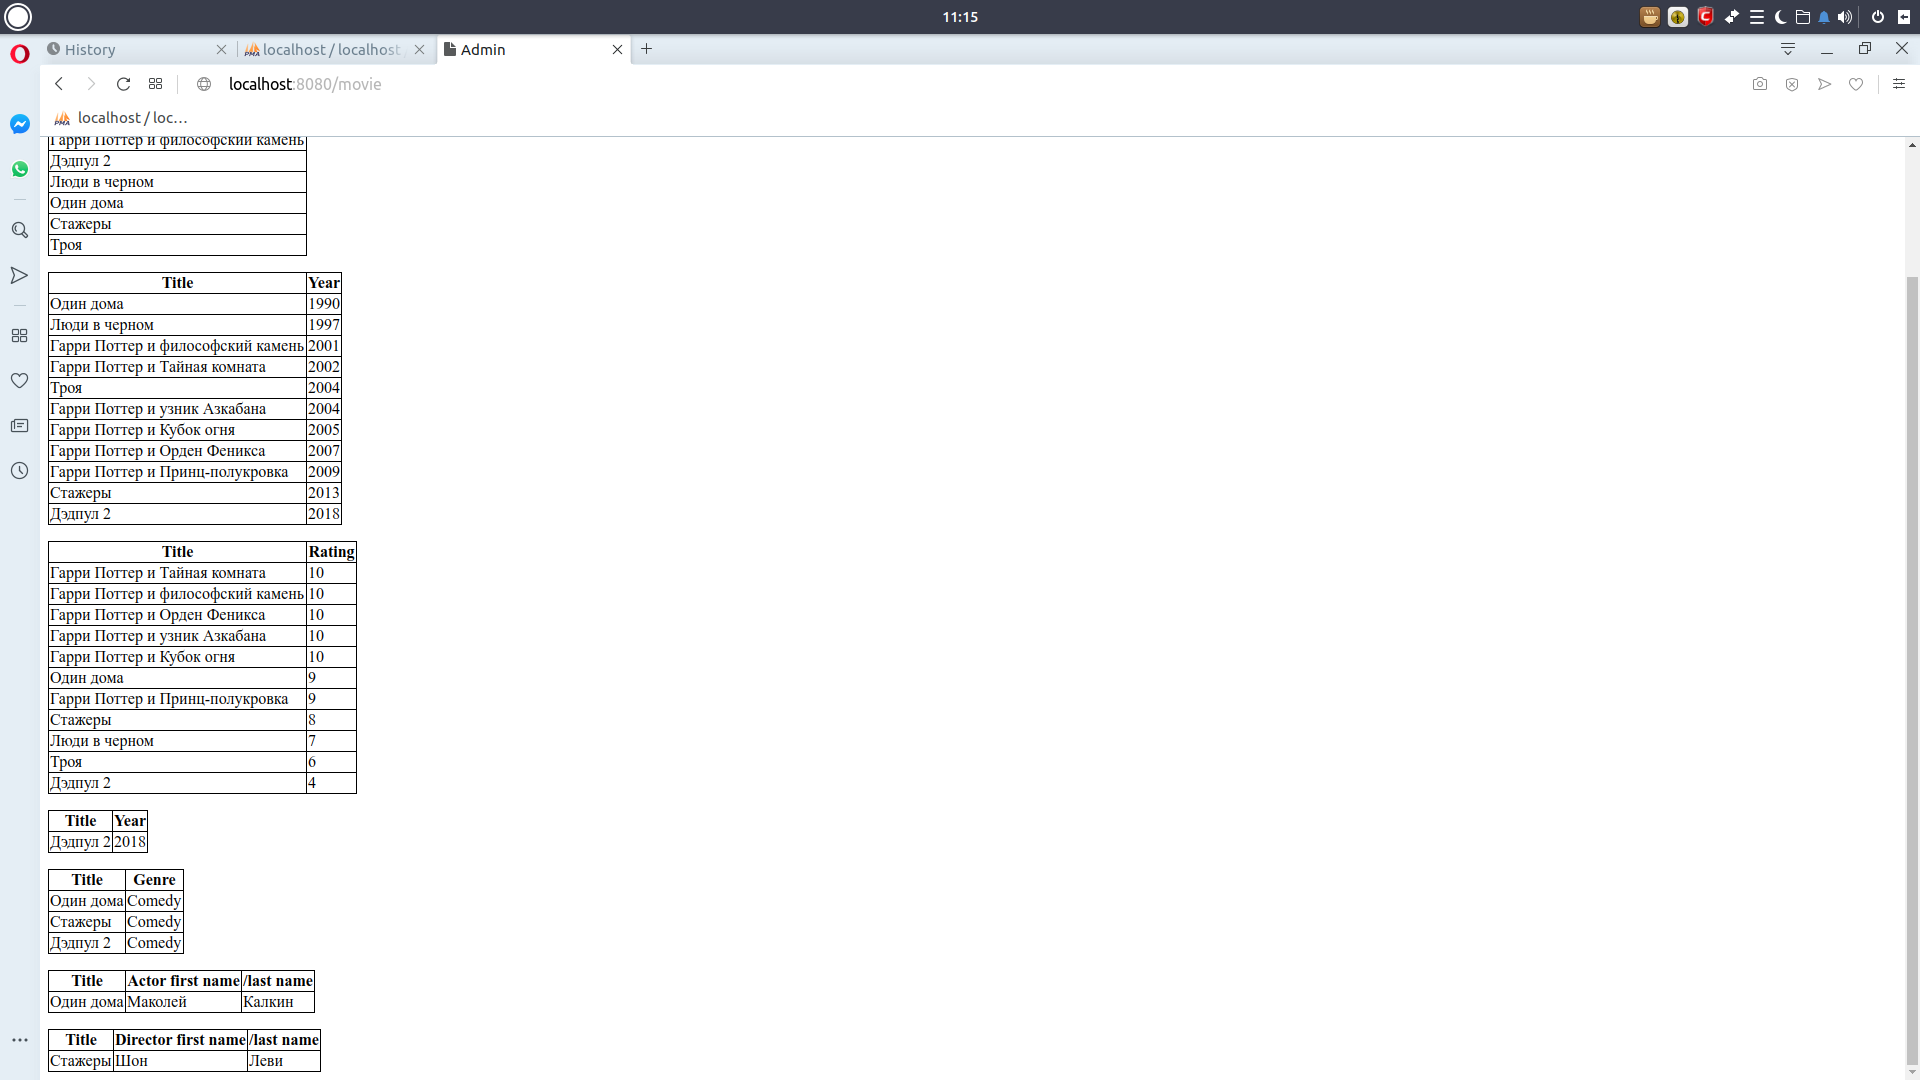 11:15
History
localhost / localhost
Admin
localhost:8080/movie
localhost / loc...
Гарри Поттер и философский камень
Дэдпул 2
Люди в черном
Один дома
Стажеры
Троя
Title Year
Один дома 1990
Люди в черном 1997
Гарри Поттер и философский камень 2001
Гарри Поттер и Тайная комната 2002
Троя 2004
Гарри Поттер и узник Азкабана 2004
Гарри Поттер и Кубок огня 2005
Гарри Поттер и Орден Феникса 2007
Гарри Поттер и Принц-полукровка 2009
Стажеры 2013
Дэдпул 2 2018
Title Rating
Гарри Поттер и Тайная комната 10
Гарри Поттер и философский камень 10
Гарри Поттер и Орден Феникса 10
Гарри Поттер и узник Азкабана 10
Гарри Поттер и Кубок огня 10
Один дома 9
Гарри Поттер и Принц-полукровка 9
Стажеры 8
Люди в черном 7
Троя 6
Дэдпул 2 4
Title Year
Дэдпул 2 2018
Title Genre
Один дома Comedy
Стажеры Comedy
Дэдпул 2 Comedy
Title Actor first name /last name
Один дома Маколей Калкин
Title Director first name /last name
Стажеры Шон Леви